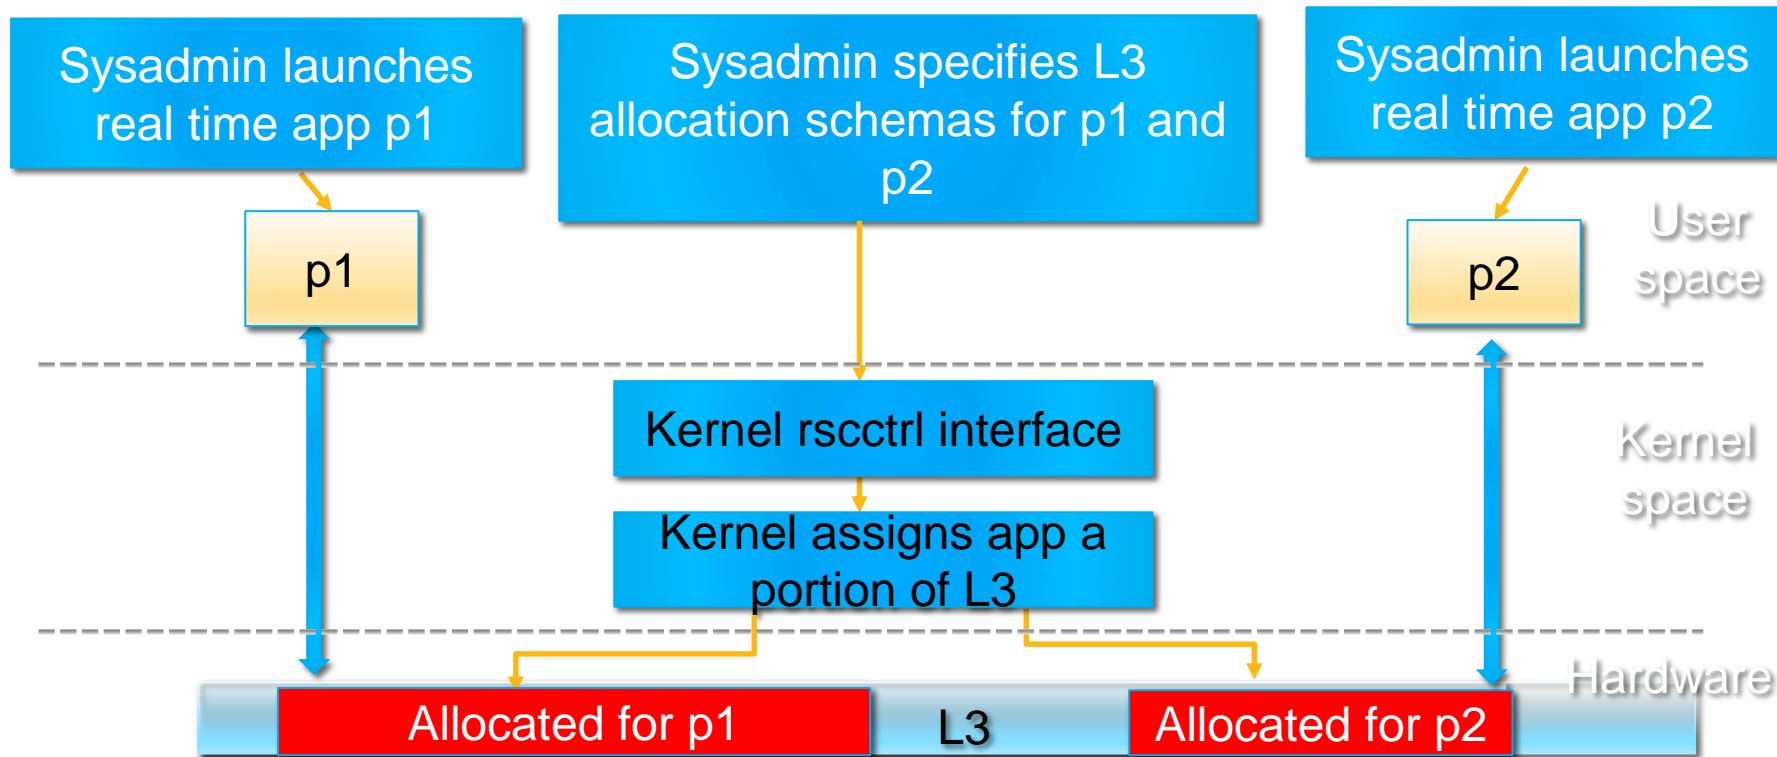 Sysadmin launches
real time app p1
Sysadmin specifies L3
allocation schemas for p1 and
p2
Sysadmin launches
real time app p2
p1
p2
User
space
Kernel rscctrl interface
Kernel
space
Kernel assigns app a
portion of L3
Hardware
Allocated for p1
L3
Allocated for p2